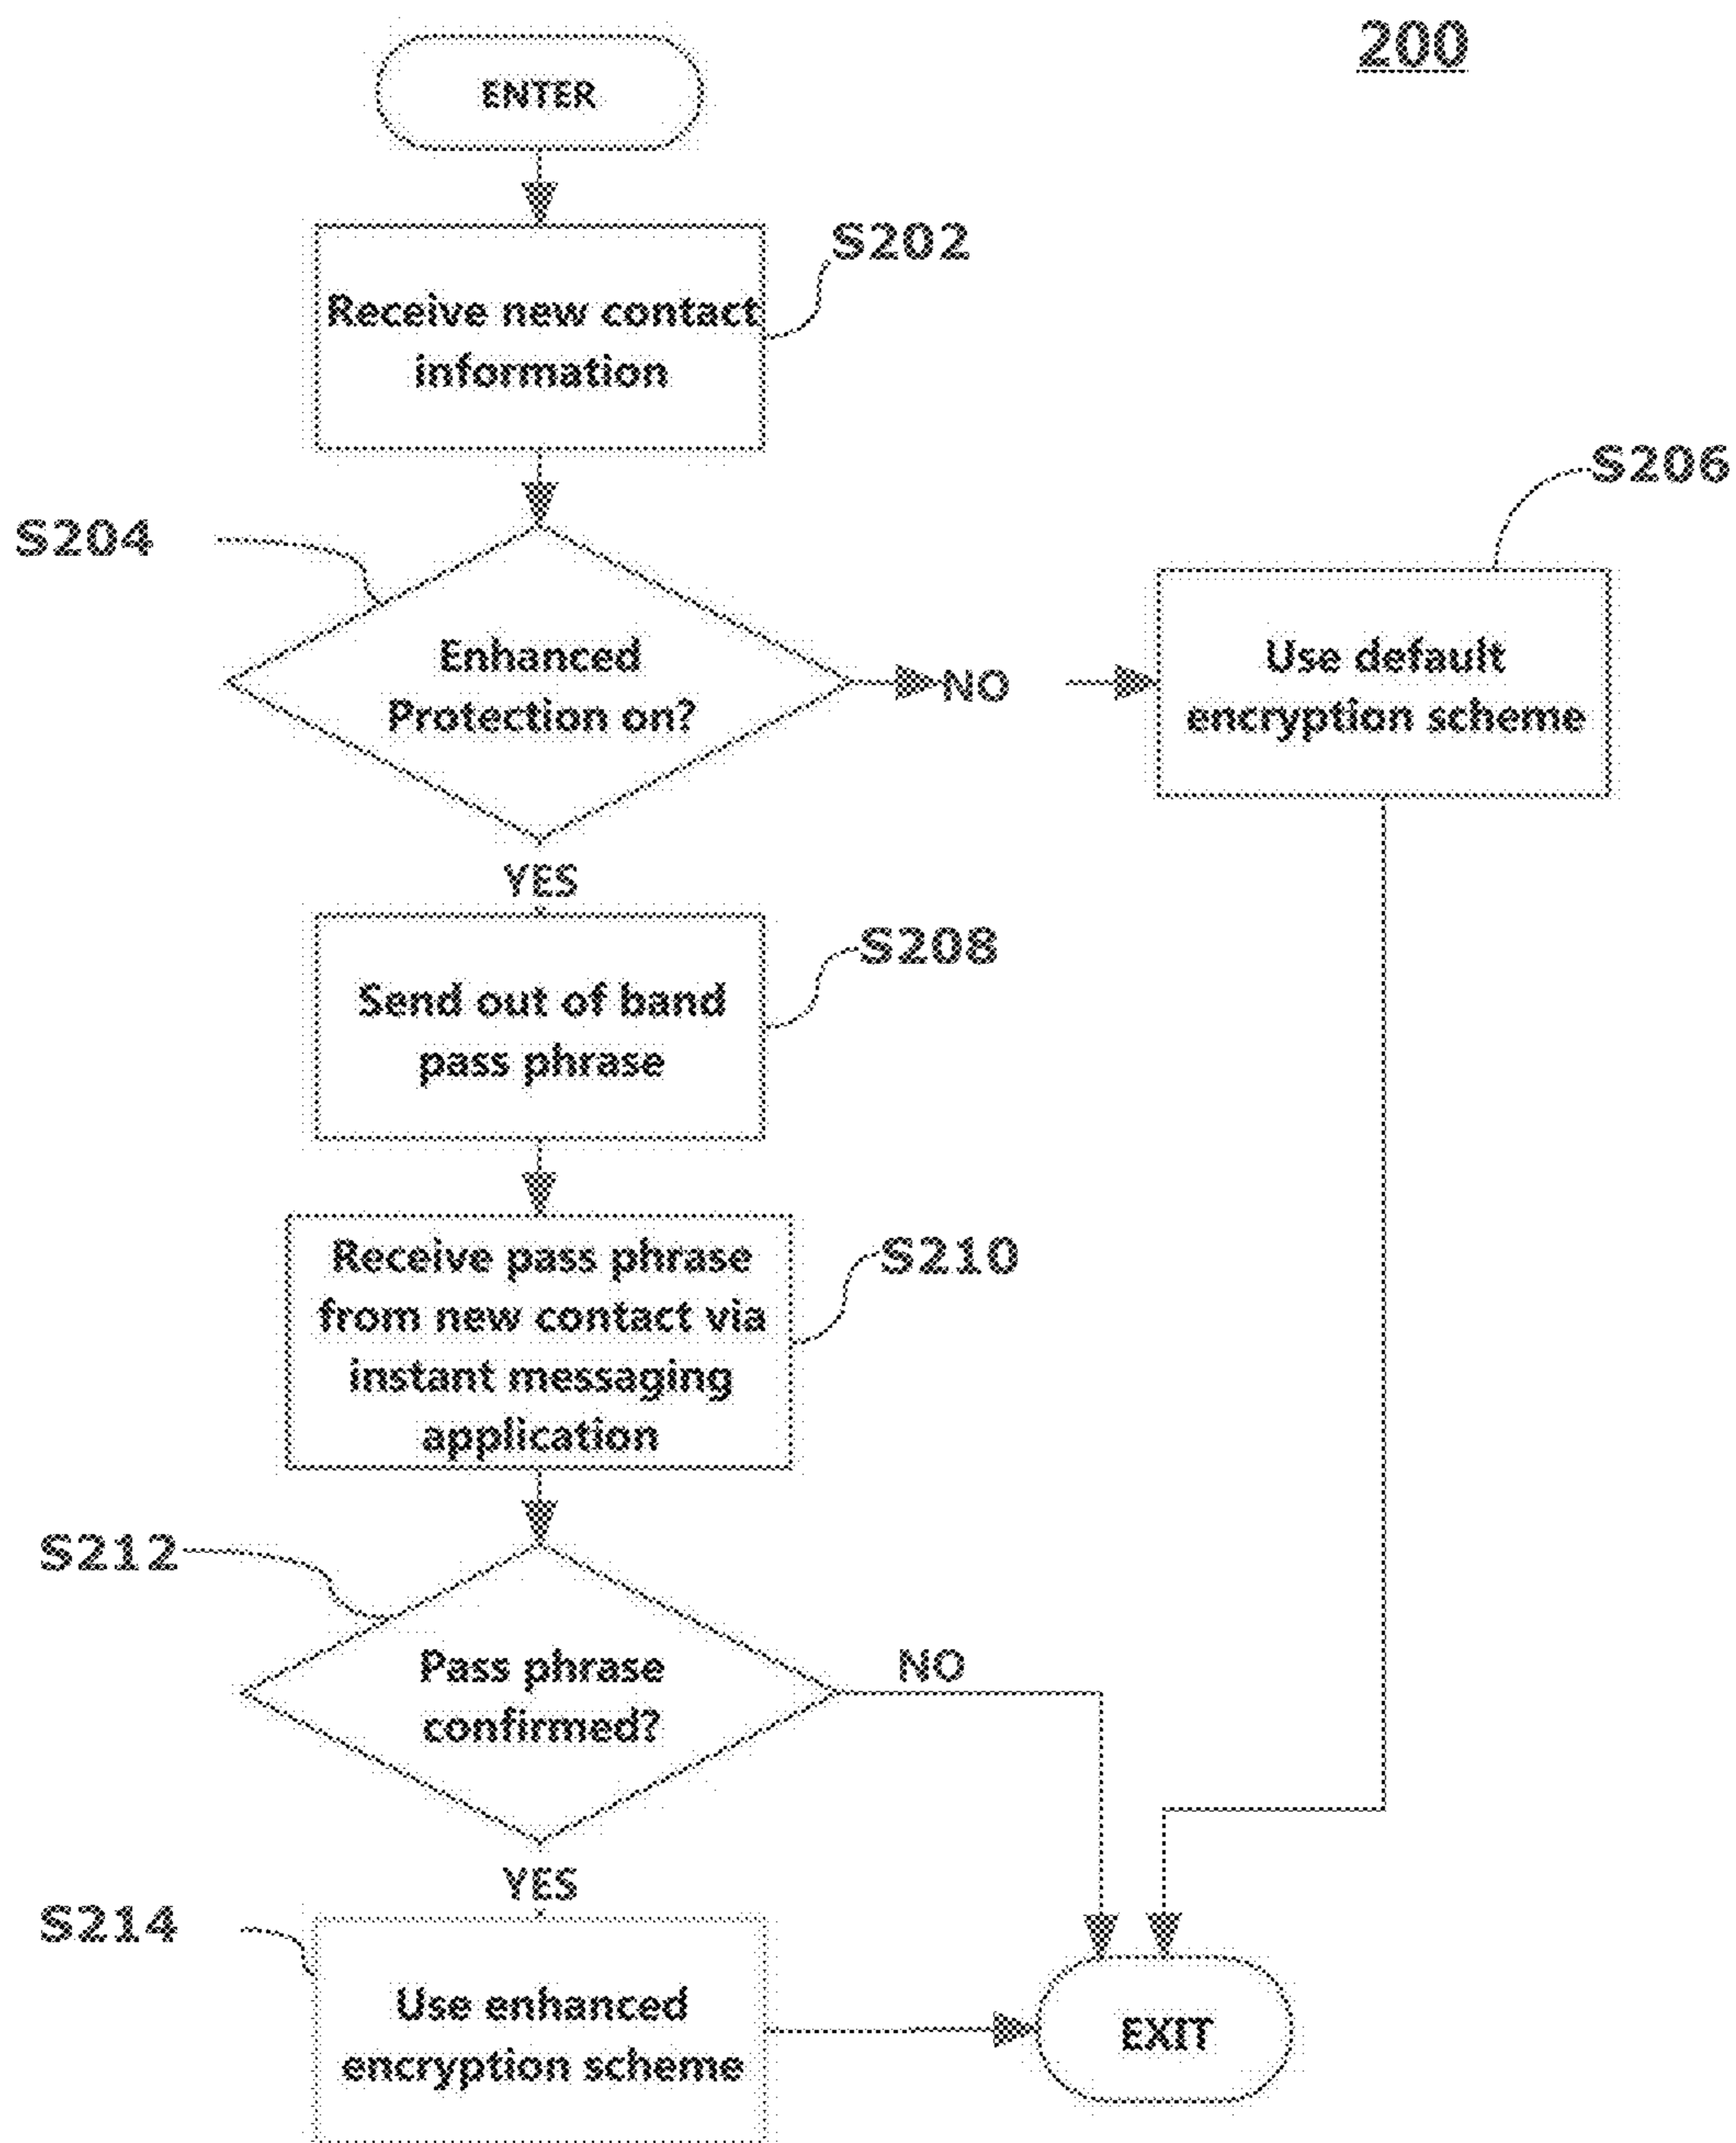 200
ENTER
S202
Receive new contact
information
S204
S206
Enhanced
Protection on?
NO
Use default
encryption scheme
YES
S208
Send out of band
pass phrase
S210
Receive pass phrase
from new contact via
instant messaging
application
S212
Pass phrase
confirmed?
NO
YES
S214
Use enhanced
encryption scheme
EXIT